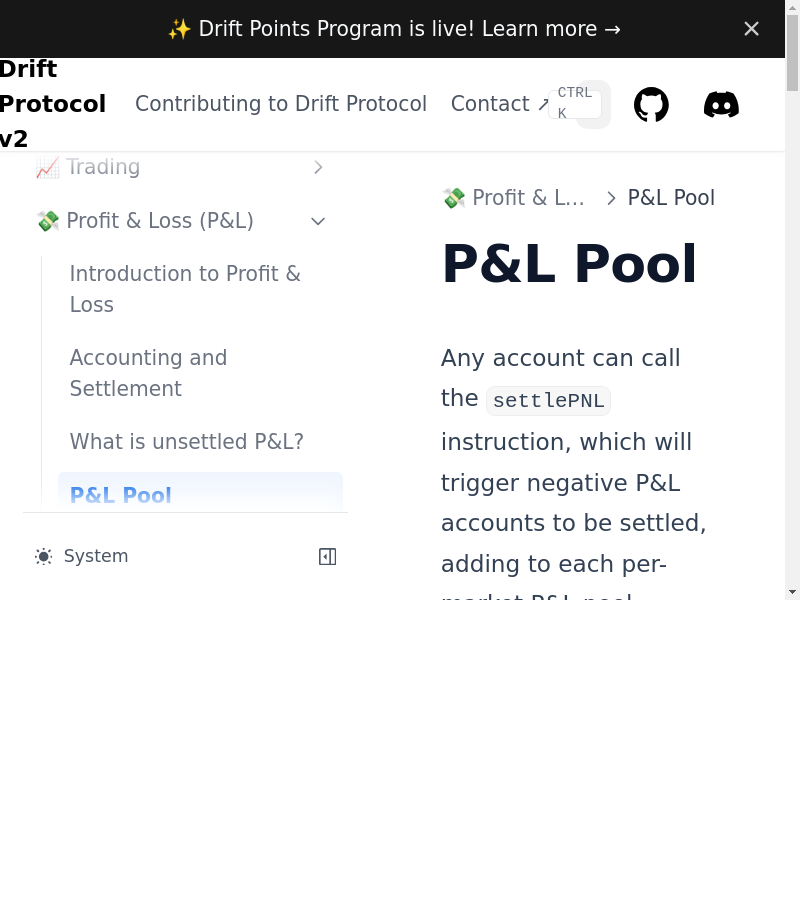 ✨ Drift Points Program is live! Learn more →
Drift
Protocol
v2
Contributing to Drift Protocol
Contact ↗
CTRL
K
📈 Trading
💸 Profit & Loss (P&L)
Introduction to Profit &
Loss
Accounting and
Settlement
What is unsettled P&L?
P&L Pool
System
💸 Profit & L… > P&L Pool
P&L Pool
Any account can call
the settlePNL
instruction, which will
trigger negative P&L
accounts to be settled,
adding to each per-
market P&L pool